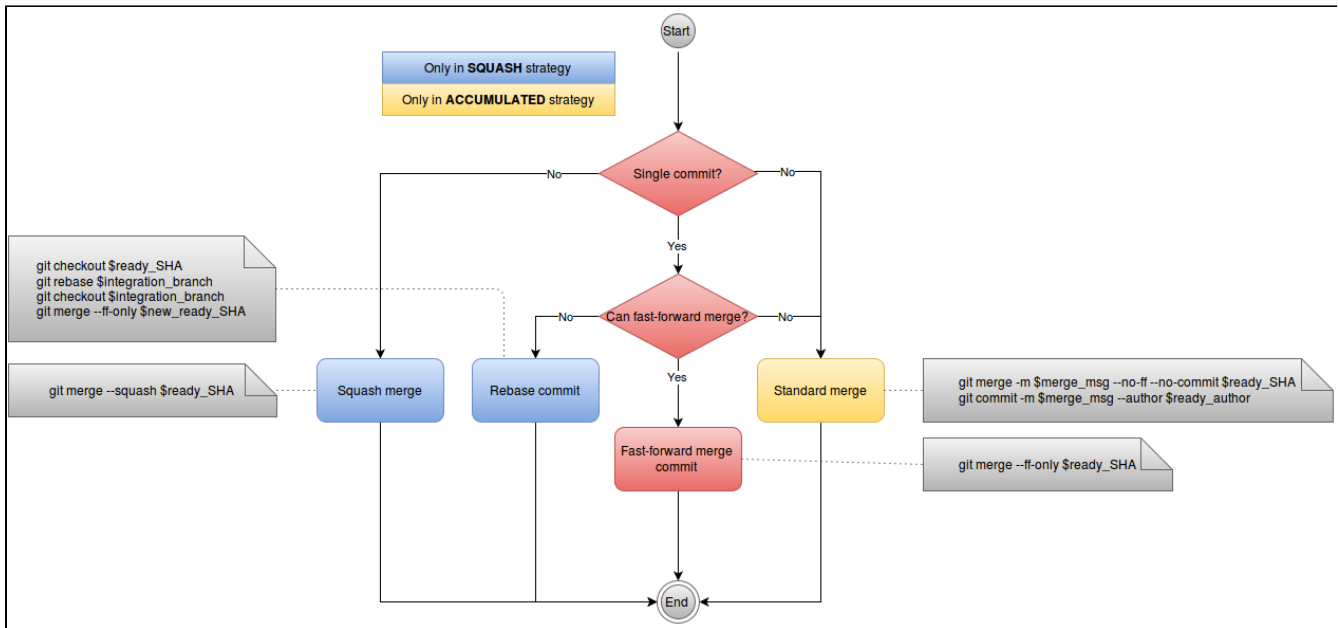 Start
Only in SQUASH strategy
Only in ACCUMULATED strategy
Single commit?
No
No
Yes
git checkout $ready_SHA
git rebase $integration_branch
git checkout $integration_branch
git merge --ff-only $new_ready_SHA
Can fast-forward merge?
No
No
Yes
git merge --squash $ready_SHA
Squash merge
Rebase commit
Standard merge
git merge -m $merge_msg --no-ff --no-commit $ready_SHA
git commit -m $merge_msg --author $ready_author
Fast-forward merge
commit
git merge --ff-only $ready_SHA
End